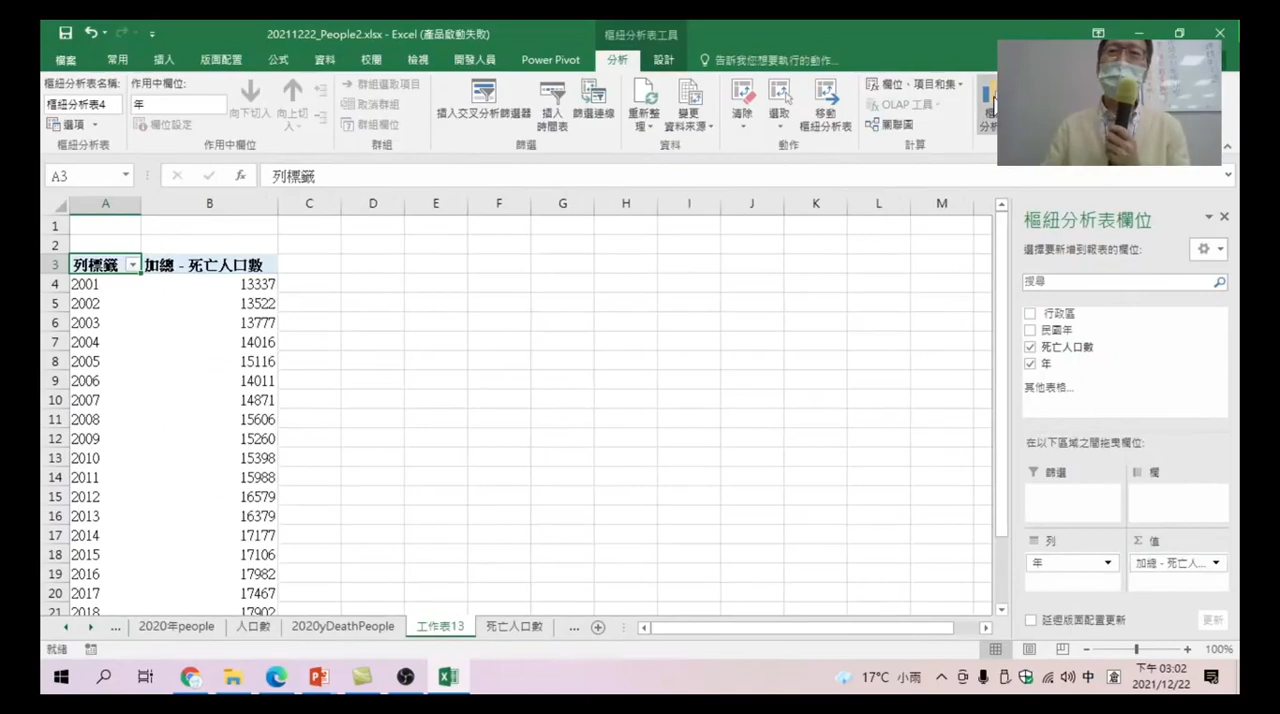 20211222_People2.xlsx - Excel (產品啟動失敗)
樞紐分析表工具
檔案 常用 插入 版面配置 公式 資料 校閱 檢視 開發人員 Power Pivot 分析 設計 告訴我您想要執行的動作...
樞紐分析表名稱:
樞紐分析表4
選項
樞紐分析表
作用中欄位:
年
欄位設定
向下切入
向上切入
作用中欄位
群組選取項目
取消群組
群組欄位
群組
插入交叉分析篩選器
插入時間表
篩選連線
篩選
重新整理
變更資料來源
資料
清除
選取
移動樞紐分析表
動作
欄位、項目和集
OLAP 工具
關聯圖
計算
A3
fx
列標籤
A B C D E F G H I J K L M
1
2
3 列標籤 加總 - 死亡人口數
4 2001 13337
5 2002 13522
6 2003 13777
7 2004 14016
8 2005 15116
9 2006 14011
10 2007 14871
11 2008 15606
12 2009 15260
13 2010 15398
14 2011 15988
15 2012 16579
16 2013 16379
17 2014 17177
18 2015 17106
19 2016 17982
20 2017 17467
21 2018 17902
樞紐分析表欄位
選擇要新增到報表的欄位:
搜尋
行政區
民國年
死亡人口數
年
其他表格...
在以下區域之間拖曳欄位:
篩選
欄
列
Σ 值
年
加總 - 死亡人...
延遲版面配置更新
更新
... 2020年people 人口數 2020yDeathPeople 工作表13 死亡人口數 ...
就緒
100%
17°C 小雨
中
倉
下午 03:02
2021/12/22